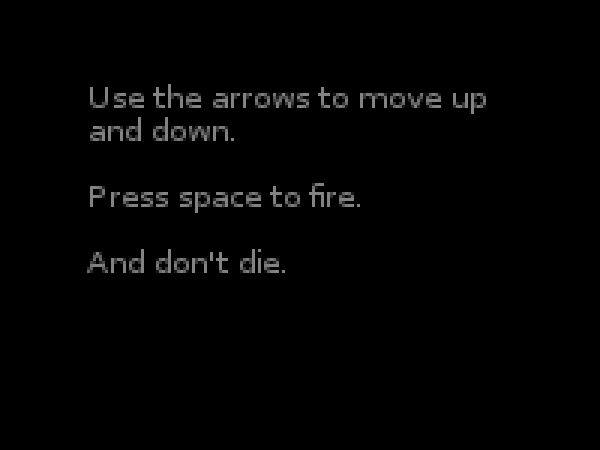 Use the arrows to move up
and down.
Press space to fire.
And don't die.